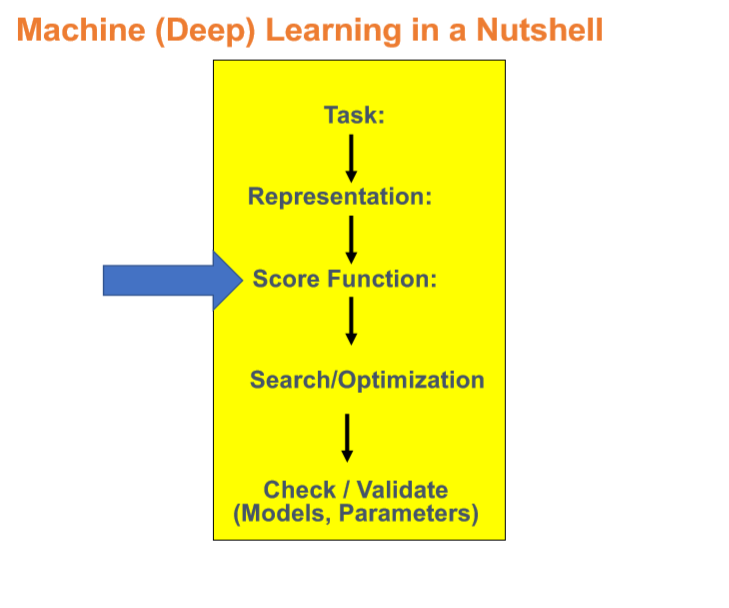 Machine (Deep) Learning in a Nutshell
Task:
Representation:
Score Function:
Search/Optimization
Check / Validate
(Models, Parameters)